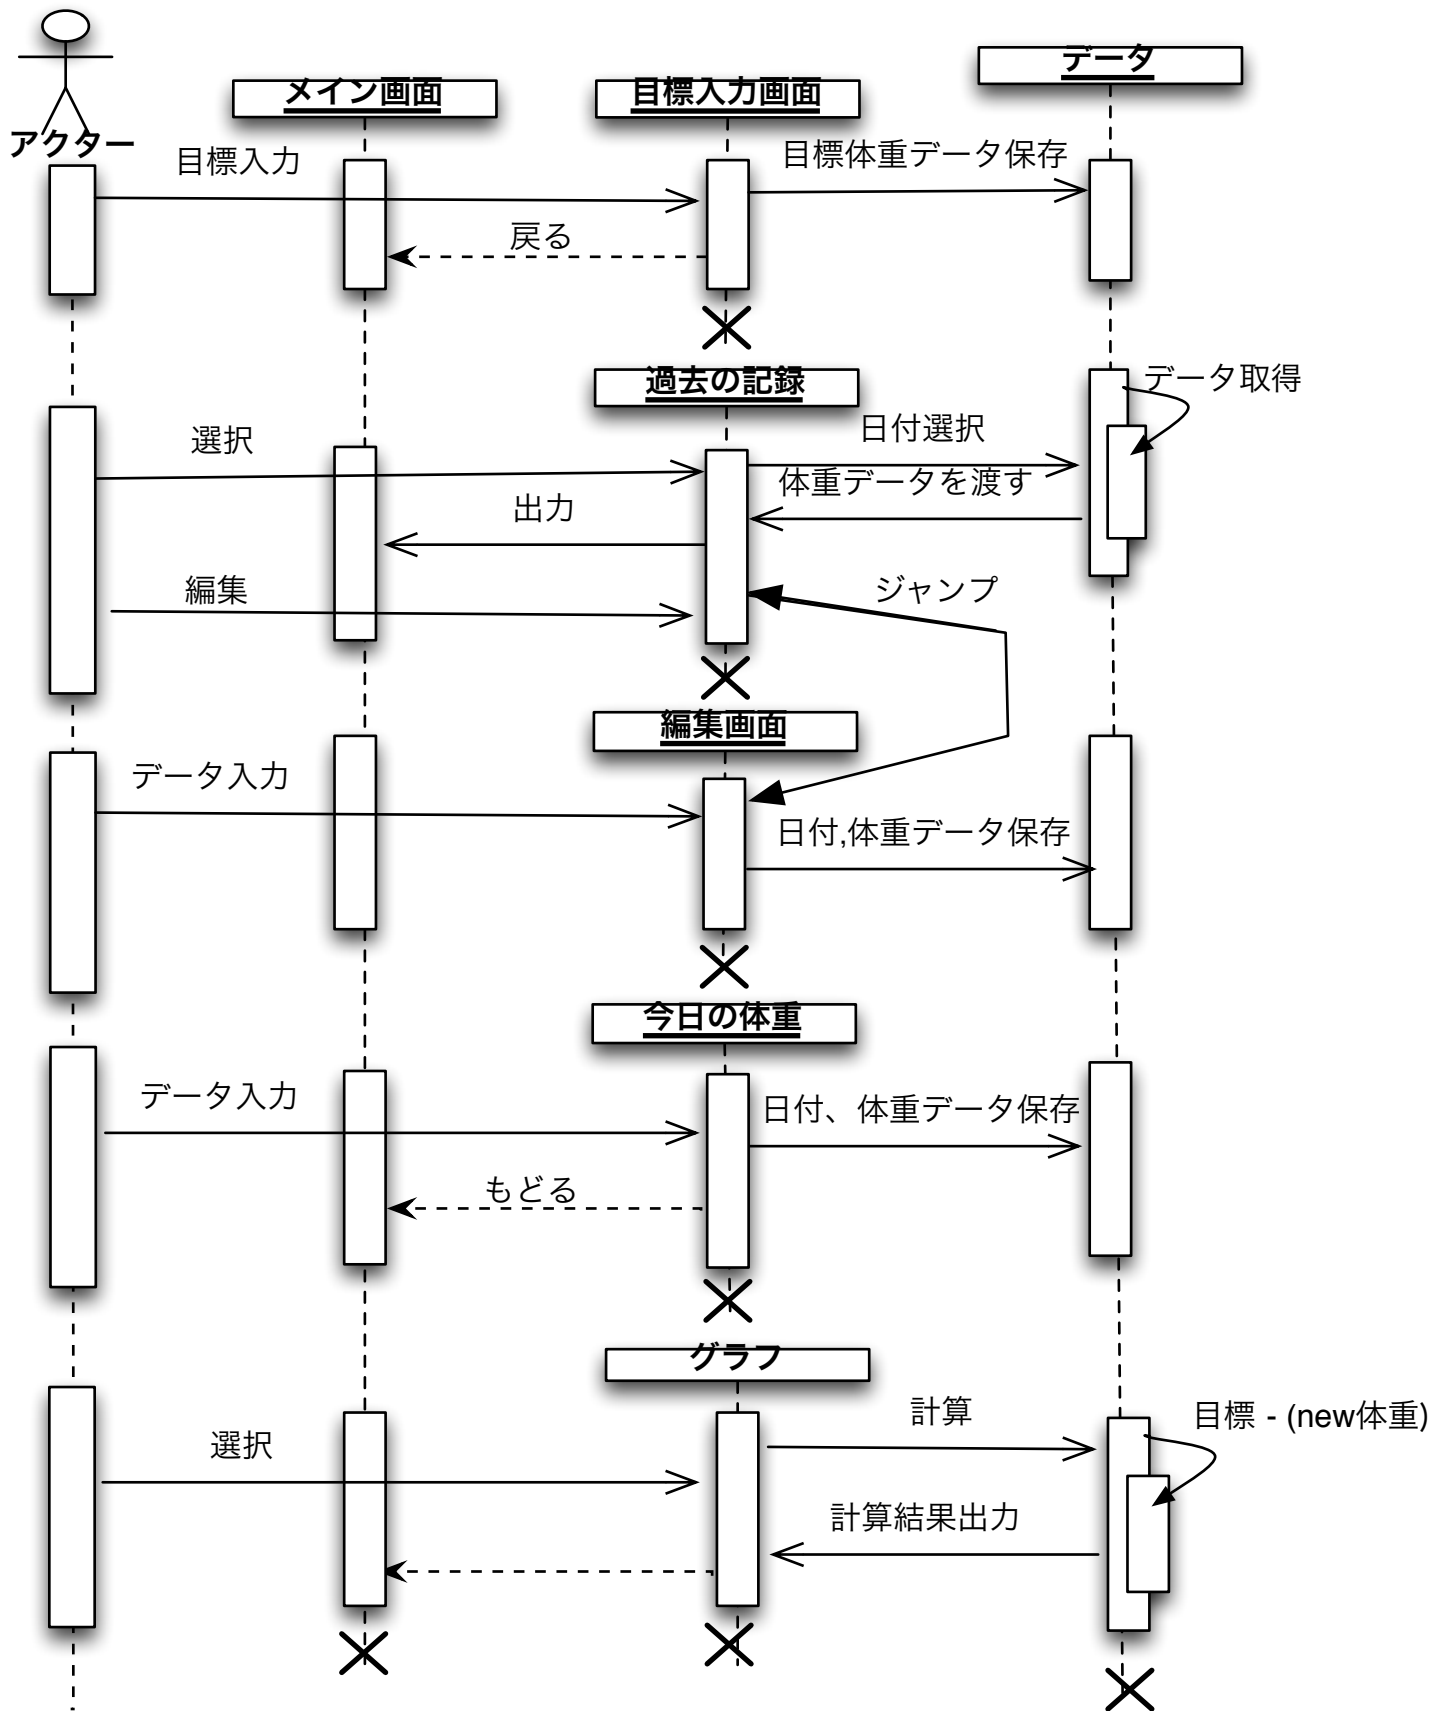 データ
メイン画面
目標入力画面
アクター
目標入力
目標体重データ保存
戻る
過去の記録
データ取得
選択
日付選択
体重データを渡す
出力
編集
ジャンプ
編集画面
データ入力
日付,体重データ保存
今日の体重
データ入力
日付、体重データ保存
もどる
グラフ
計算
目標 - (new体重)
選択
計算結果出力